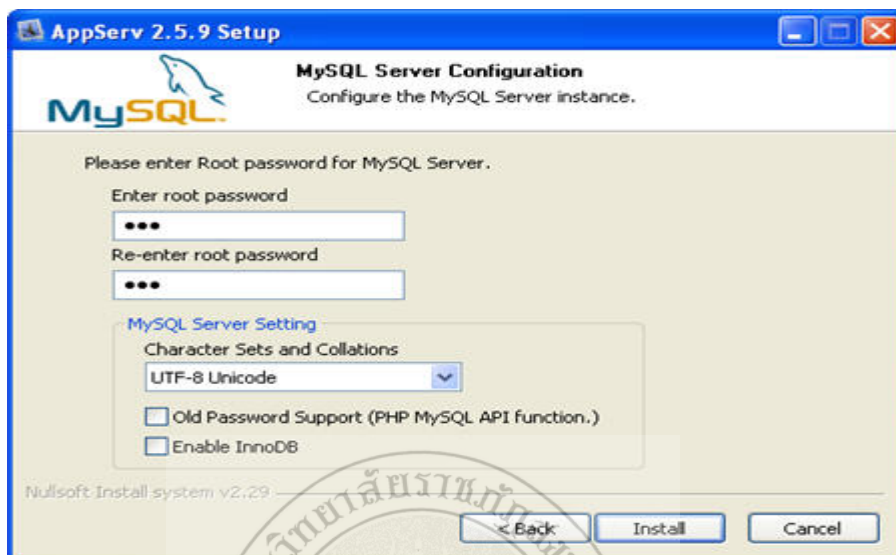 AppServ 2.5.9 Setup
MySQL
MySQL Server Configuration
Configure the MySQL Server instance.
Please enter Root password for MySQL Server.
Enter root password
•••
Re-enter root password
•••
MySQL Server Setting
Character Sets and Collations
UTF-8 Unicode
Old Password Support (PHP MySQL API function.)
Enable InnoDB
Nullsoft Install system v2.29
< Back
Install
Cancel